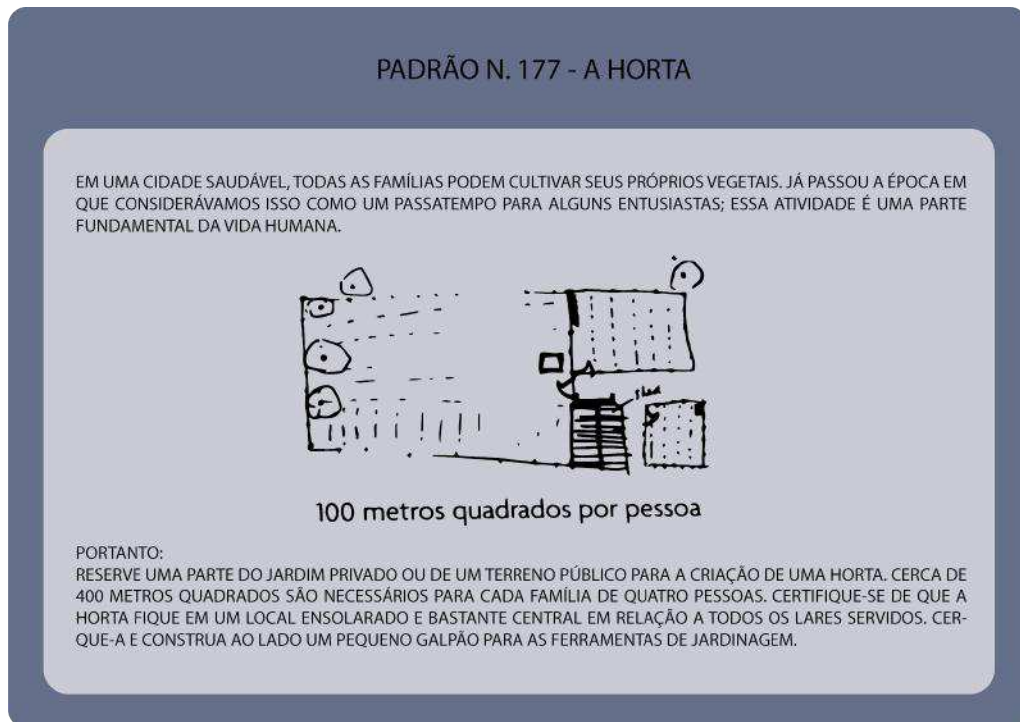 PADRÃO N. 177 - A HORTA
EM UMA CIDADE SAUDÁVEL, TODAS AS FAMÍLIAS PODEM CULTIVAR SEUS PRÓPRIOS VEGETAIS. JÁ PASSOU A ÉPOCA EM
QUE CONSIDERÁVAMOS ISSO COMO UM PASSATEMPO PARA ALGUNS ENTUSIASTAS; ESSA ATIVIDADE É UMA PARTE
FUNDAMENTAL DA VIDA HUMANA.
100 metros quadrados por pessoa
PORTANTO:
RESERVE UMA PARTE DO JARDIM PRIVADO OU DE UM TERRENO PÚBLICO PARA A CRIAÇÃO DE UMA HORTA. CERCA DE
400 METROS QUADRADOS SÃO NECESSÁRIOS PARA CADA FAMÍLIA DE QUATRO PESSOAS. CERTIFIQUE-SE DE QUE A
HORTA FIQUE EM UM LOCAL ENSOLARADO E BASTANTE CENTRAL EM RELAÇÃO A TODOS OS LARES SERVIDOS. CER-
QUE-A E CONSTRUA AO LADO UM PEQUENO GALPÃO PARA AS FERRAMENTAS DE JARDINAGEM.